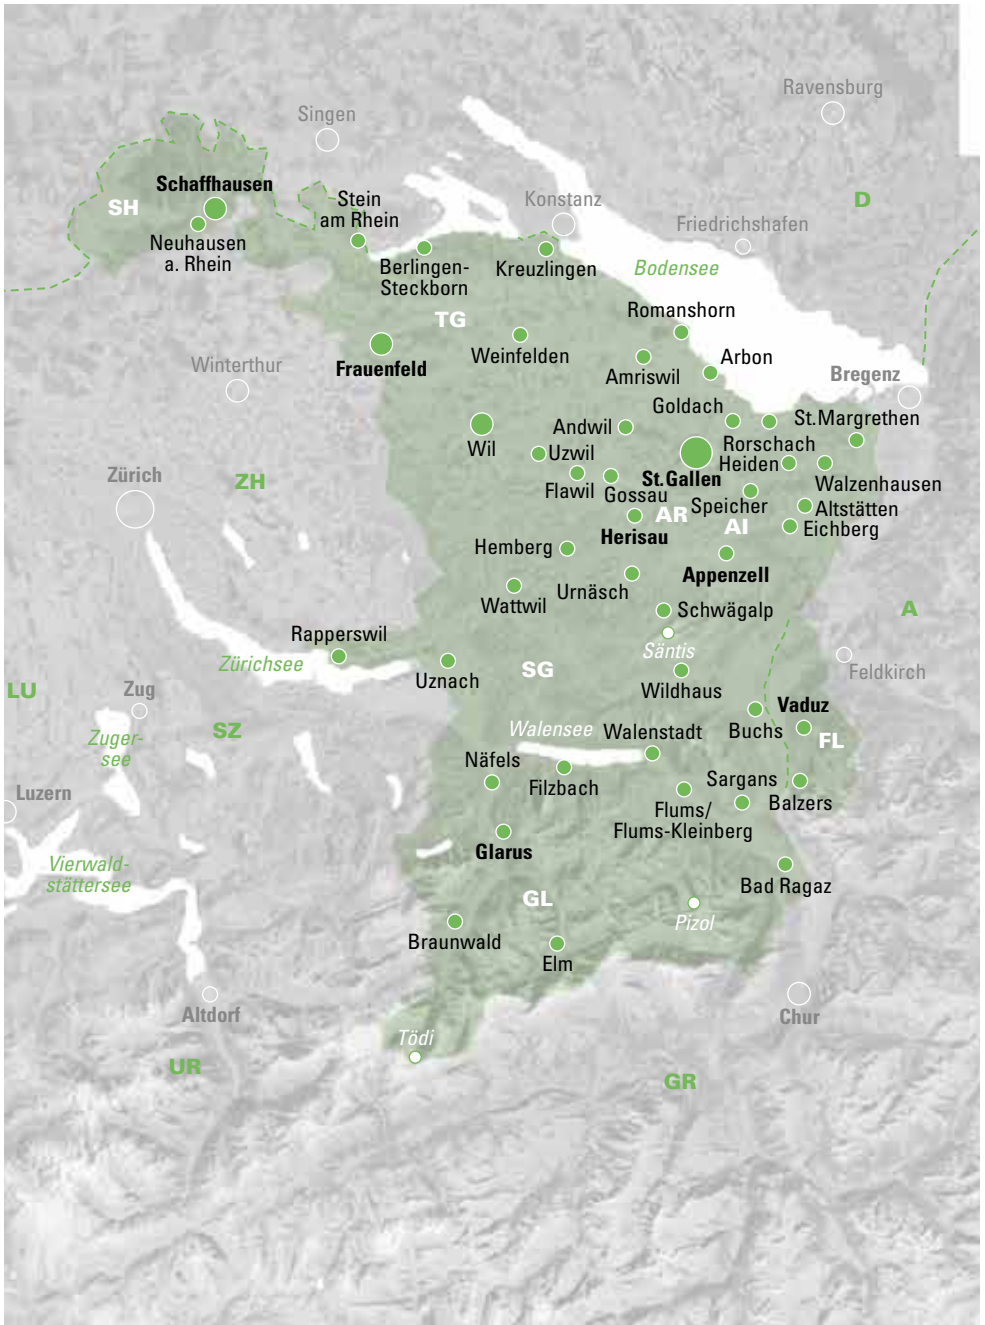 Ravensburg
Singen
Schaffhausen
SH
Neuhausen
a. Rhein
Stein
am Rhein
Konstanz
D
Friedrichshafen
Berlingen-
Steckborn
Kreuzlingen
Bodensee
TG
Romanshorn
Weinfelden
Amriswil
Arbon
Winterthur
Frauenfeld
Bregenz
Goldach
St. Margrethen
Andwil
Wil
Uzwil
Rorschach
Heiden
Zürich
ZH
Flawil
Gossau
St. Gallen
Walzenhausen
Speicher
Altstätten
AR
AI
Eichberg
Herisau
Hemberg
Appenzell
Urnäsch
Wattwil
Schwägalp
A
Rapperswil
Zürichsee
Säntis
SG
Uznach
Wildhaus
Feldkirch
LU
Zug
Vaduz
SZ
Zuger-
see
Walensee
Walenstadt
Buchs
FL
Näfels
Filzbach
Sargans
Luzern
Flums/
Flums-Kleinberg
Balzers
Glarus
Vierwald-
stättersee
Bad Ragaz
GL
Pizol
Braunwald
Elm
Altdorf
Chur
Tödi
UR
GR